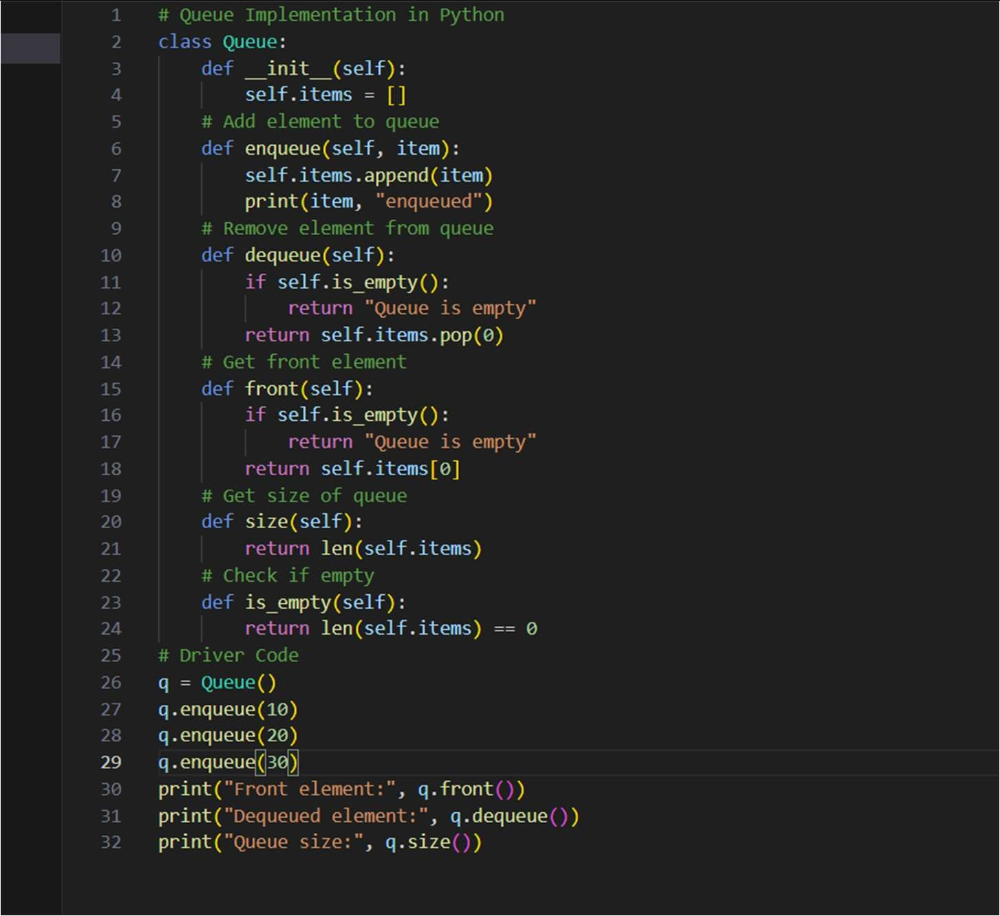 1 # Queue Implementation in Python
2 class Queue:
3     def __init__(self):
4         self.items = []
5     # Add element to queue
6     def enqueue(self, item):
7         self.items.append(item)
8         print(item, "enqueued")
9     # Remove element from queue
10     def dequeue(self):
11         if self.is_empty():
12             return "Queue is empty"
13         return self.items.pop(0)
14     # Get front element
15     def front(self):
16         if self.is_empty():
17             return "Queue is empty"
18         return self.items[0]
19     # Get size of queue
20     def size(self):
21         return len(self.items)
22     # Check if empty
23     def is_empty(self):
24         return len(self.items) == 0
25 # Driver Code
26 q = Queue()
27 q.enqueue(10)
28 q.enqueue(20)
29 q.enqueue(30)
30 print("Front element:", q.front())
31 print("Dequeued element:", q.dequeue())
32 print("Queue size:", q.size())